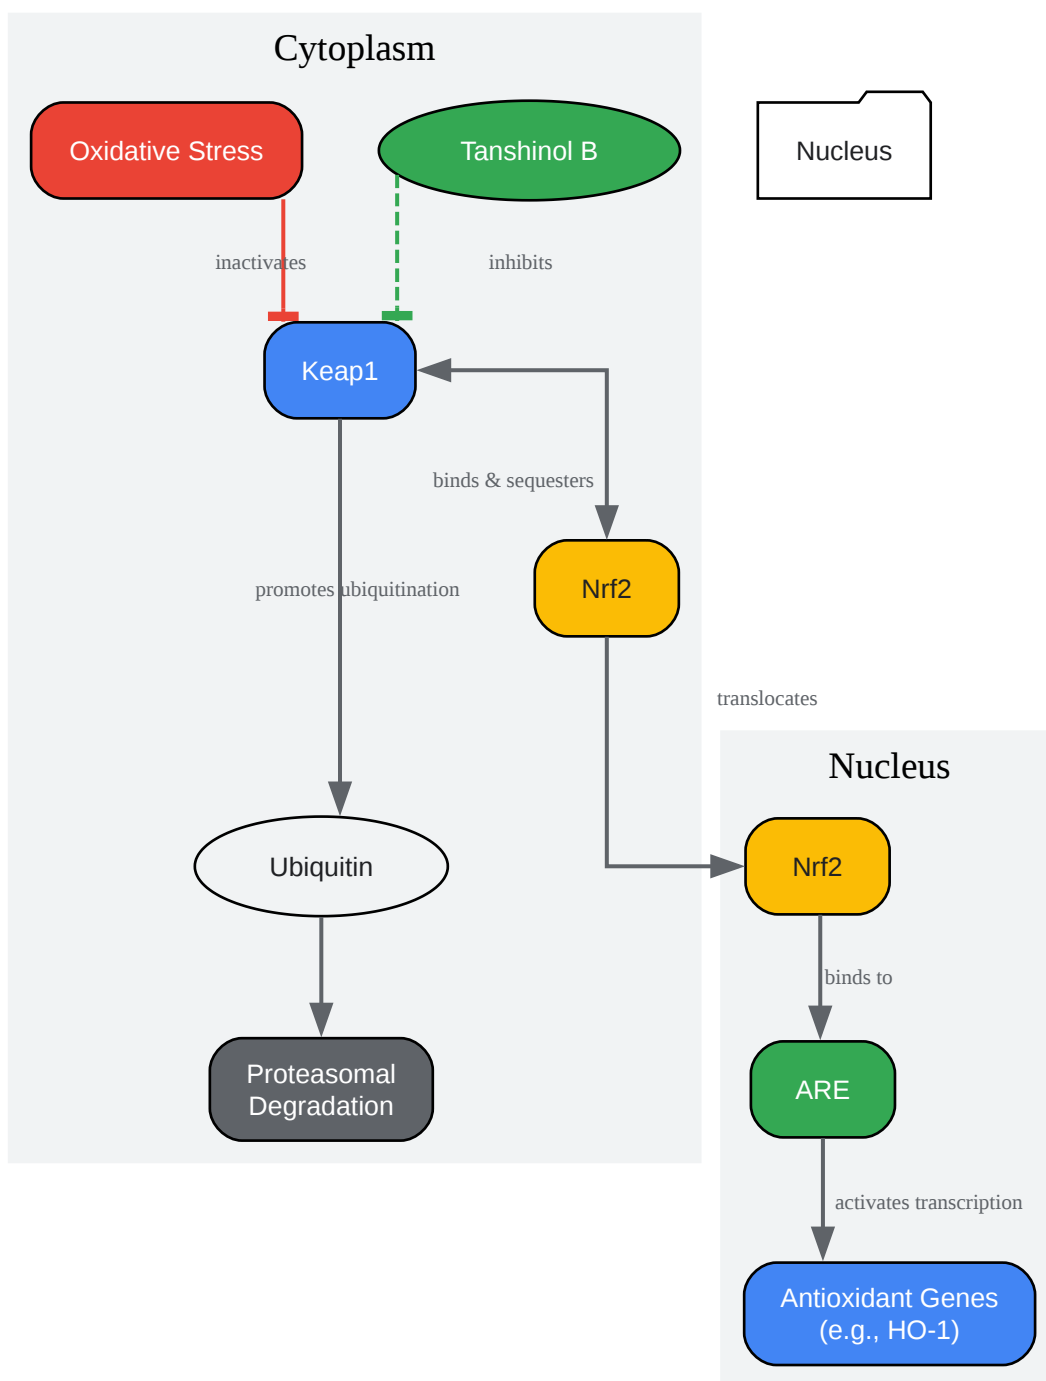 Cytoplasm
Oxidative Stress
Tanshinol B
Nucleus
inactivates
inhibits
Keap1
binds & sequesters
promotes ubiquitination
Nrf2
translocates
Nucleus
Ubiquitin
Nrf2
binds to
Proteasomal
Degradation
ARE
activates transcription
Antioxidant Genes
(e.g., HO-1)